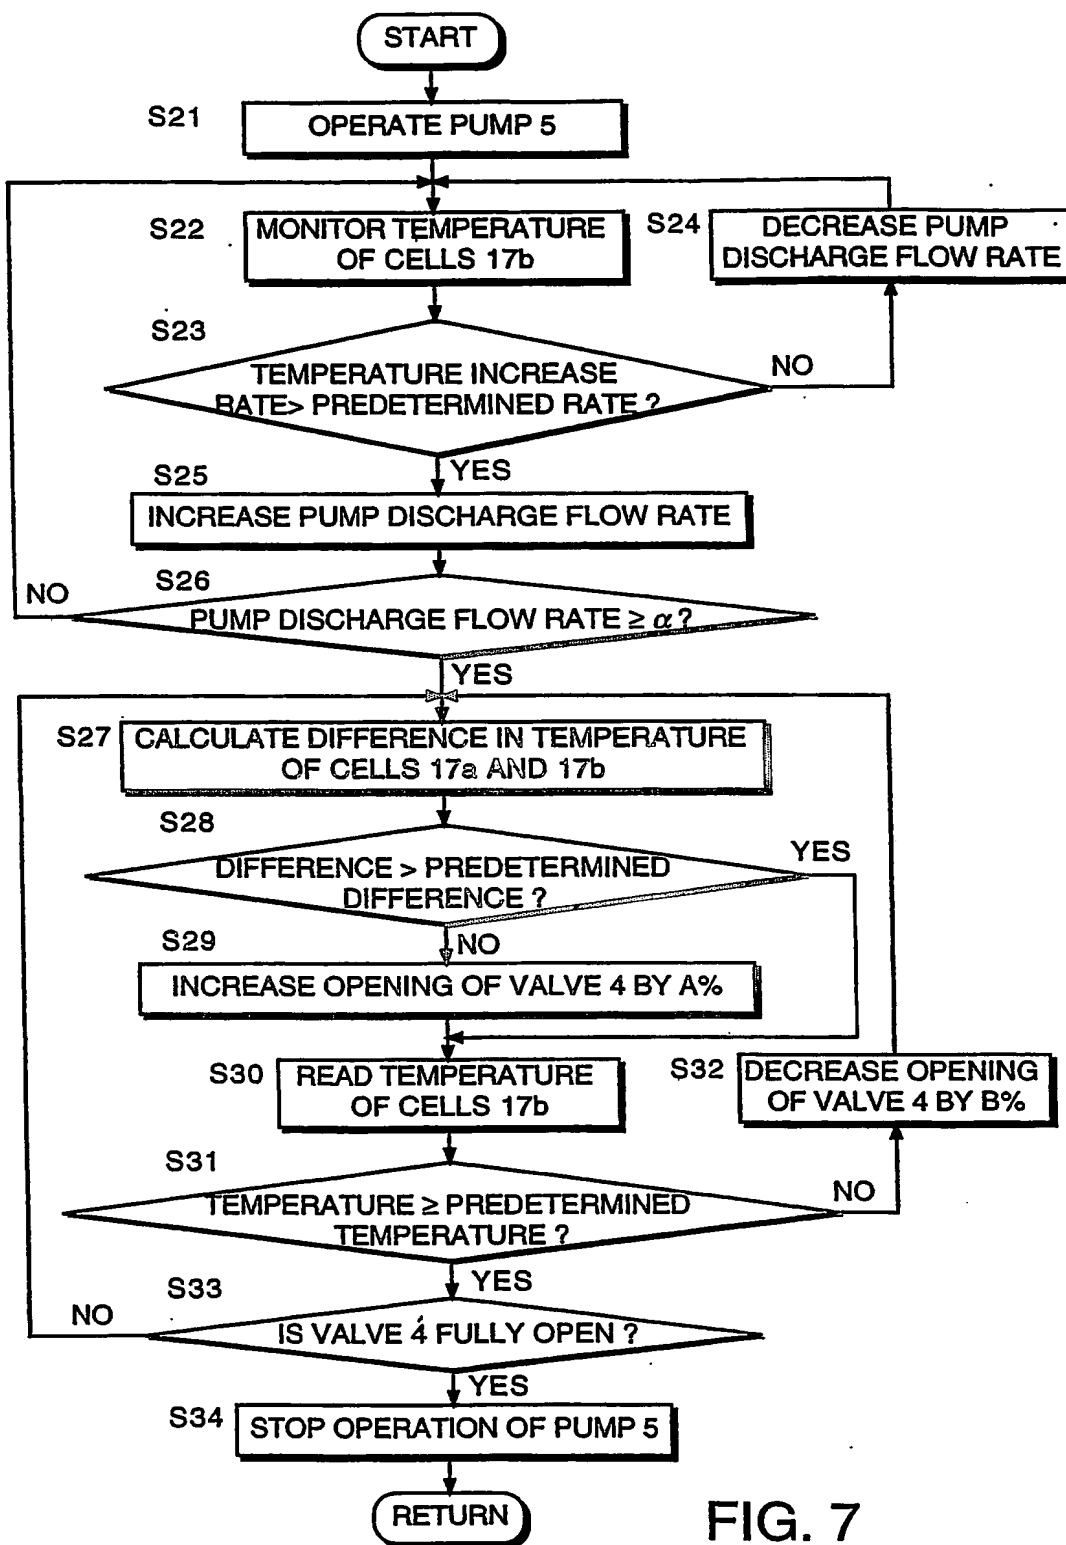 START
S21
OPERATE PUMP 5
S22
MONITOR TEMPERATURE
OF CELLS 17b
S24
DECREASE PUMP
DISCHARGE FLOW RATE
S23
TEMPERATURE INCREASE
RATE> PREDETERMINED RATE ?
NO
YES
S25
INCREASE PUMP DISCHARGE FLOW RATE
S26
NO
PUMP DISCHARGE FLOW RATE ≥ α ?
YES
S27
CALCULATE DIFFERENCE IN TEMPERATURE
OF CELLS 17a AND 17b
S28
DIFFERENCE > PREDETERMINED
DIFFERENCE ?
YES
NO
S29
INCREASE OPENING OF VALVE 4 BY A%
S30
READ TEMPERATURE
OF CELLS 17b
S32
DECREASE OPENING
OF VALVE 4 BY B%
S31
TEMPERATURE ≥ PREDETERMINED
TEMPERATURE ?
NO
YES
S33
NO
IS VALVE 4 FULLY OPEN ?
YES
S34
STOP OPERATION OF PUMP 5
RETURN
FIG. 7